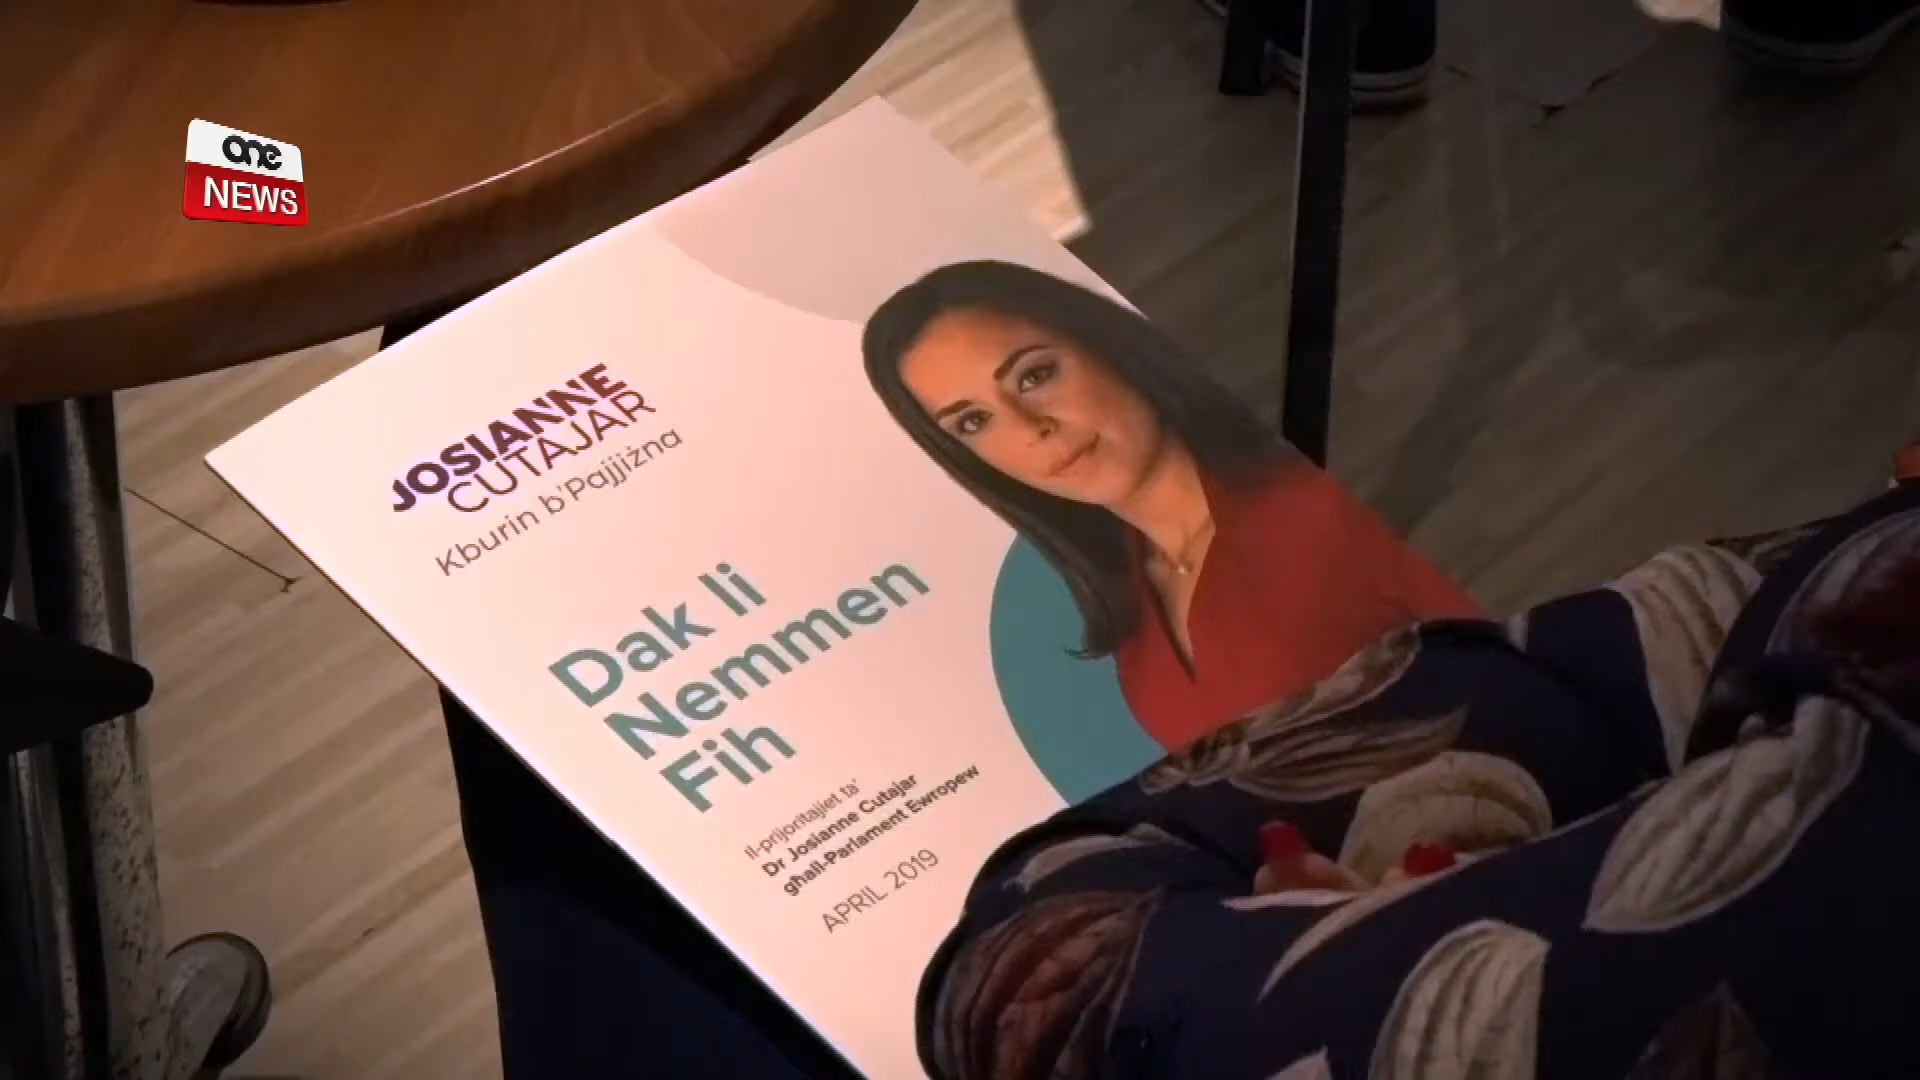 one
NEWS
JOSIANNE
CUTAJAR
Kburin b'Pajjiżna
Dak li
Nemmen
Fih
Il-prijoritajiet ta'
Dr Josianne Cutajar
għall-Parlament Ewropew
APRIL 2019